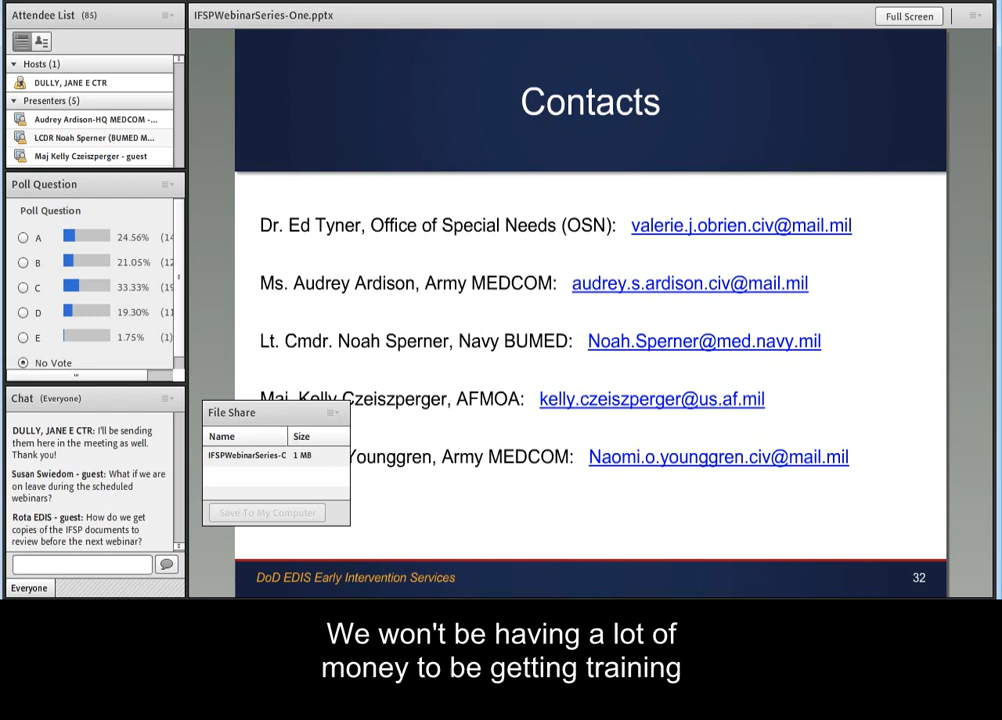 Attendee List (85)
Hosts (1)
DULLY, JANE E CTR
Presenters (5)
Audrey Ardison-HQ MEDCOM -...
LCDR Noah Sperner (BUMED M...
Maj Kelly Czeiszperger - guest
Poll Question
Poll Question
A 24.56% (14
B 21.05% (12
C 33.33% (19
D 19.30% (11
E 1.75% (1)
No Vote
Chat (Everyone)
DULLY, JANE E CTR: I'll be sending
them here in the meeting as well.
Thank you!
Susan Swiedom - guest: What if we are
on leave during the scheduled
webinars?
Rota EDIS - guest: How do we get
copies of the IFSP documents to
review before the next webinar?
Everyone
IFSPWebinarSeries-One.pptx
Full Screen
Contacts
Dr. Ed Tyner, Office of Special Needs (OSN): valerie.j.obrien.civ@mail.mil
Ms. Audrey Ardison, Army MEDCOM: audrey.s.ardison.civ@mail.mil
Lt. Cmdr. Noah Sperner, Navy BUMED: Noah.Sperner@med.navy.mil
Maj. Kelly Czeiszperger, AFMOA: kelly.czeiszperger@us.af.mil
Younggren, Army MEDCOM: Naomi.o.younggren.civ@mail.mil
File Share
Name Size
IFSPWebinarSeries-C 1 MB
Save To My Computer
DoD EDIS Early Intervention Services 32
We won't be having a lot of
money to be getting training